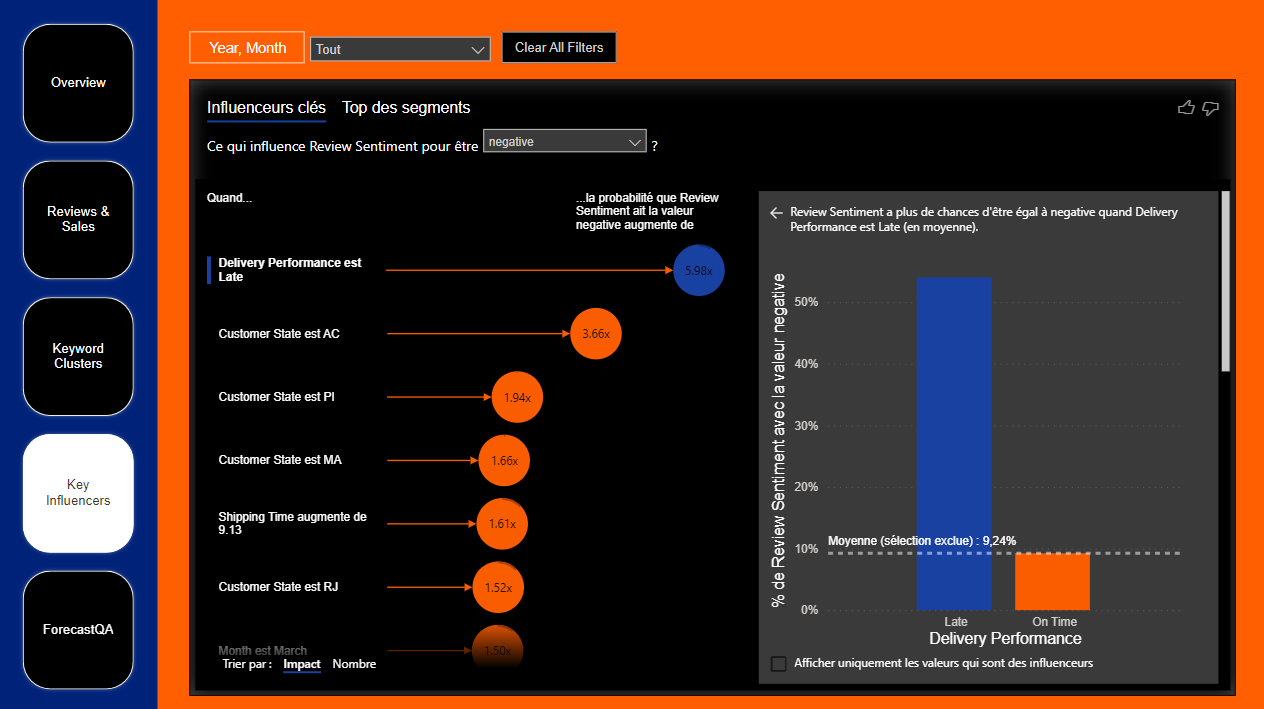 Overview
Reviews &
Sales
Keyword
Clusters
Key
Influencers
ForecastQA
Year, Month
Tout
Clear All Filters
Influenceurs clés
Top des segments
Ce qui influence Review Sentiment pour être
negative
?
Quand...
...la probabilité que Review
Sentiment ait la valeur
negative augmente de
Delivery Performance est
Late
5.98x
Customer State est AC
3.66x
Customer State est PI
1.94x
Customer State est MA
1.66x
Shipping Time augmente de
9.13
1.61x
Customer State est RJ
1.52x
Month est March
1.50x
Trier par :
Impact
Nombre
Review Sentiment a plus de chances d'être égal à negative quand Delivery
Performance est Late (en moyenne).
% de Review Sentiment avec la valeur negative
50%
40%
30%
20%
10%
0%
Moyenne (sélection exclue) : 9,24%
Late
On Time
Delivery Performance
Afficher uniquement les valeurs qui sont des influenceurs